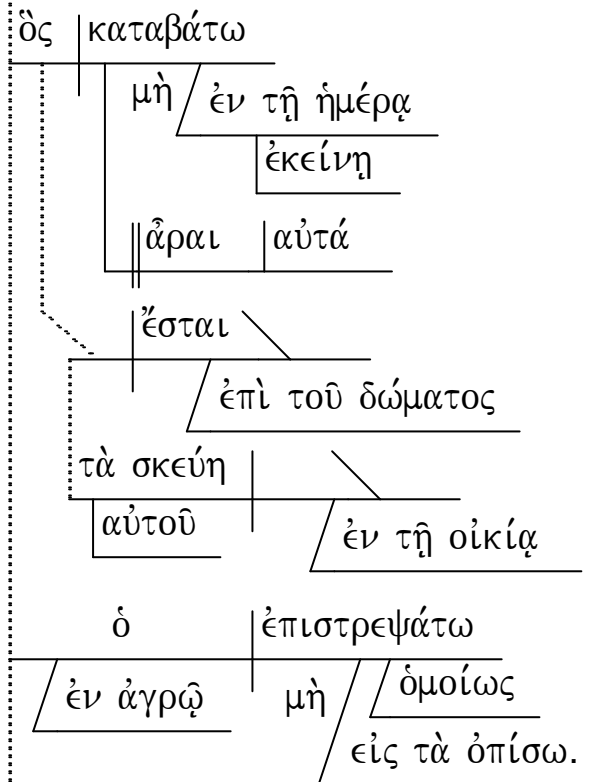 ὃς καταβάτω
μὴ ἐν τῇ ἡμέρᾳ
ἐκείνῃ
ἆραι αὐτά
ἔσται
ἐπὶ τοῦ δώματος
τὰ σκεύη
αὐτοῦ ἐν τῇ οἰκίᾳ
ὁ ἐπιστρεψάτω
ἐν ἀγρῷ μὴ ὁμοίως
εἰς τὰ ὀπίσω.